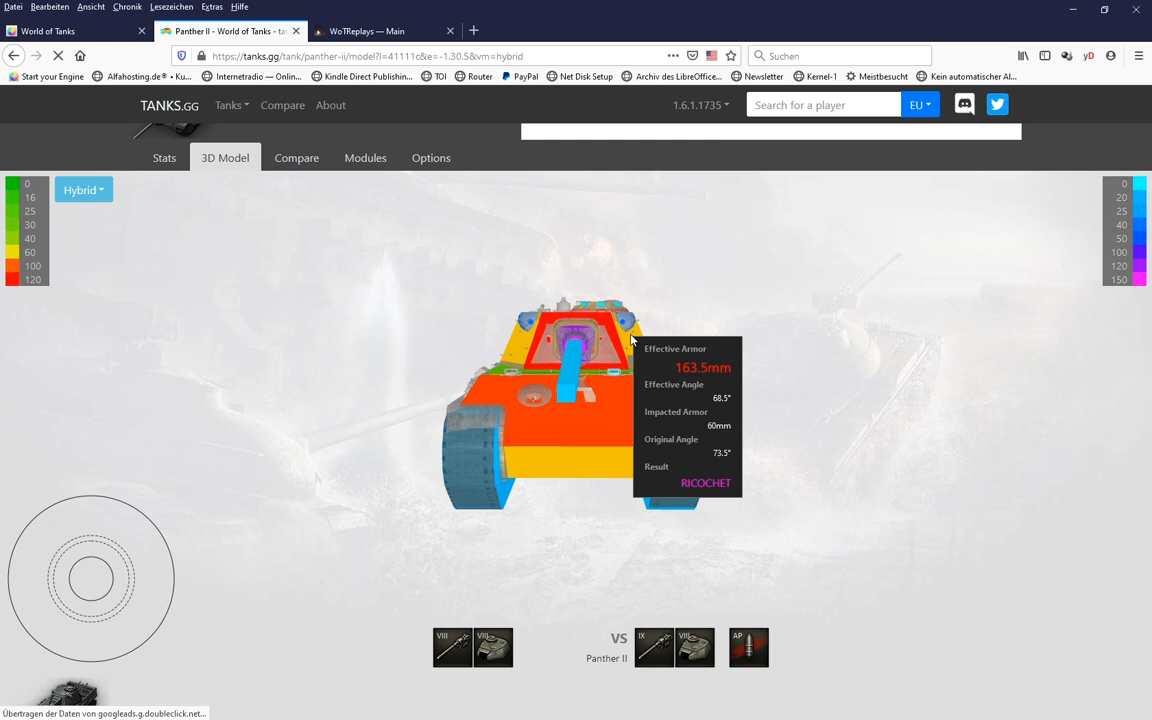 Datei Bearbeiten Ansicht Chronik Lesezeichen Extras Hilfe
World of Tanks
Panther II - World of Tanks - tan
WoTReplays — Main
https://tanks.gg/tank/panther-ii/model?l=41111c&e=-1.30.5&vm=hybrid
Suchen
Start your Engine Alfahosting.de® • Ku... Internetradio — Onlin... Kindle Direct Publishin... TOI Router PayPal Net Disk Setup Archiv des LibreOffice... Newsletter Kernel-1 Meistbesucht Kein automatischer Al...
TANKS.GG Tanks Compare About 1.6.1.1735 Search for a player EU
Stats 3D Model Compare Modules Options
Hybrid
0
16
25
30
40
60
100
120
0
20
25
40
50
100
120
150
Effective Armor
163.5mm
Effective Angle
68.5°
Impacted Armor
60mm
Original Angle
73.5°
Result
RICOCHET
VIII VIII VS IX VIII AP
Panther II
Übertragen der Daten von googleads.g.doubleclick.net...